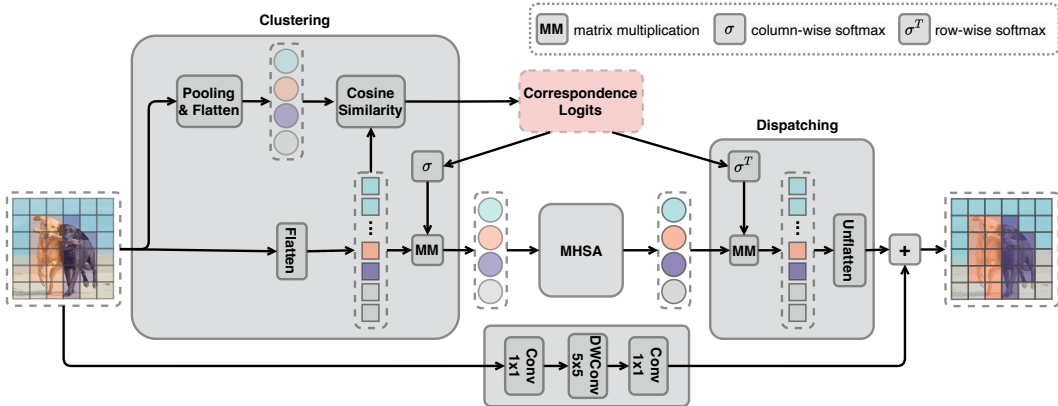 Clustering
MM matrix multiplication
σ column-wise softmax
σ^T row-wise softmax
Pooling
& Flatten
Cosine
Similarity
Correspondence
Logits
Dispatching
σ
σ^T
Flatten
...
MM
MHSA
MM
...
Unflatten
+
Conv
1x1
DWConv
5x5
Conv
1x1